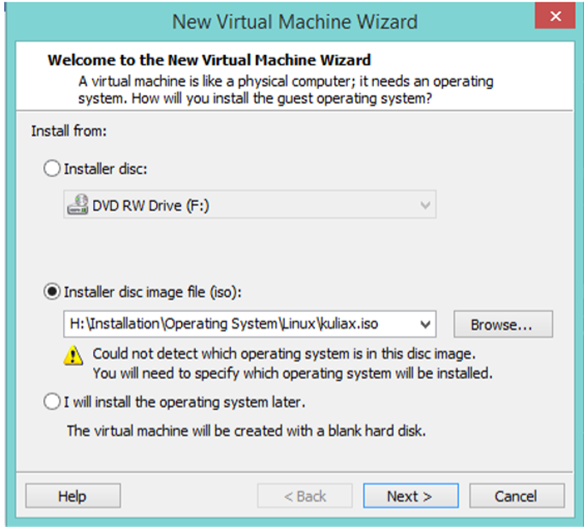 New Virtual Machine Wizard
Welcome to the New Virtual Machine Wizard
A virtual machine is like a physical computer; it needs an operating
system. How will you install the guest operating system?
Install from:
Installer disc:
DVD RW Drive (F:)
Installer disc image file (iso):
H:\Installation\Operating System\Linux\kuliax.iso
Browse...
Could not detect which operating system is in this disc image.
You will need to specify which operating system will be installed.
I will install the operating system later.
The virtual machine will be created with a blank hard disk.
Help
< Back
Next >
Cancel